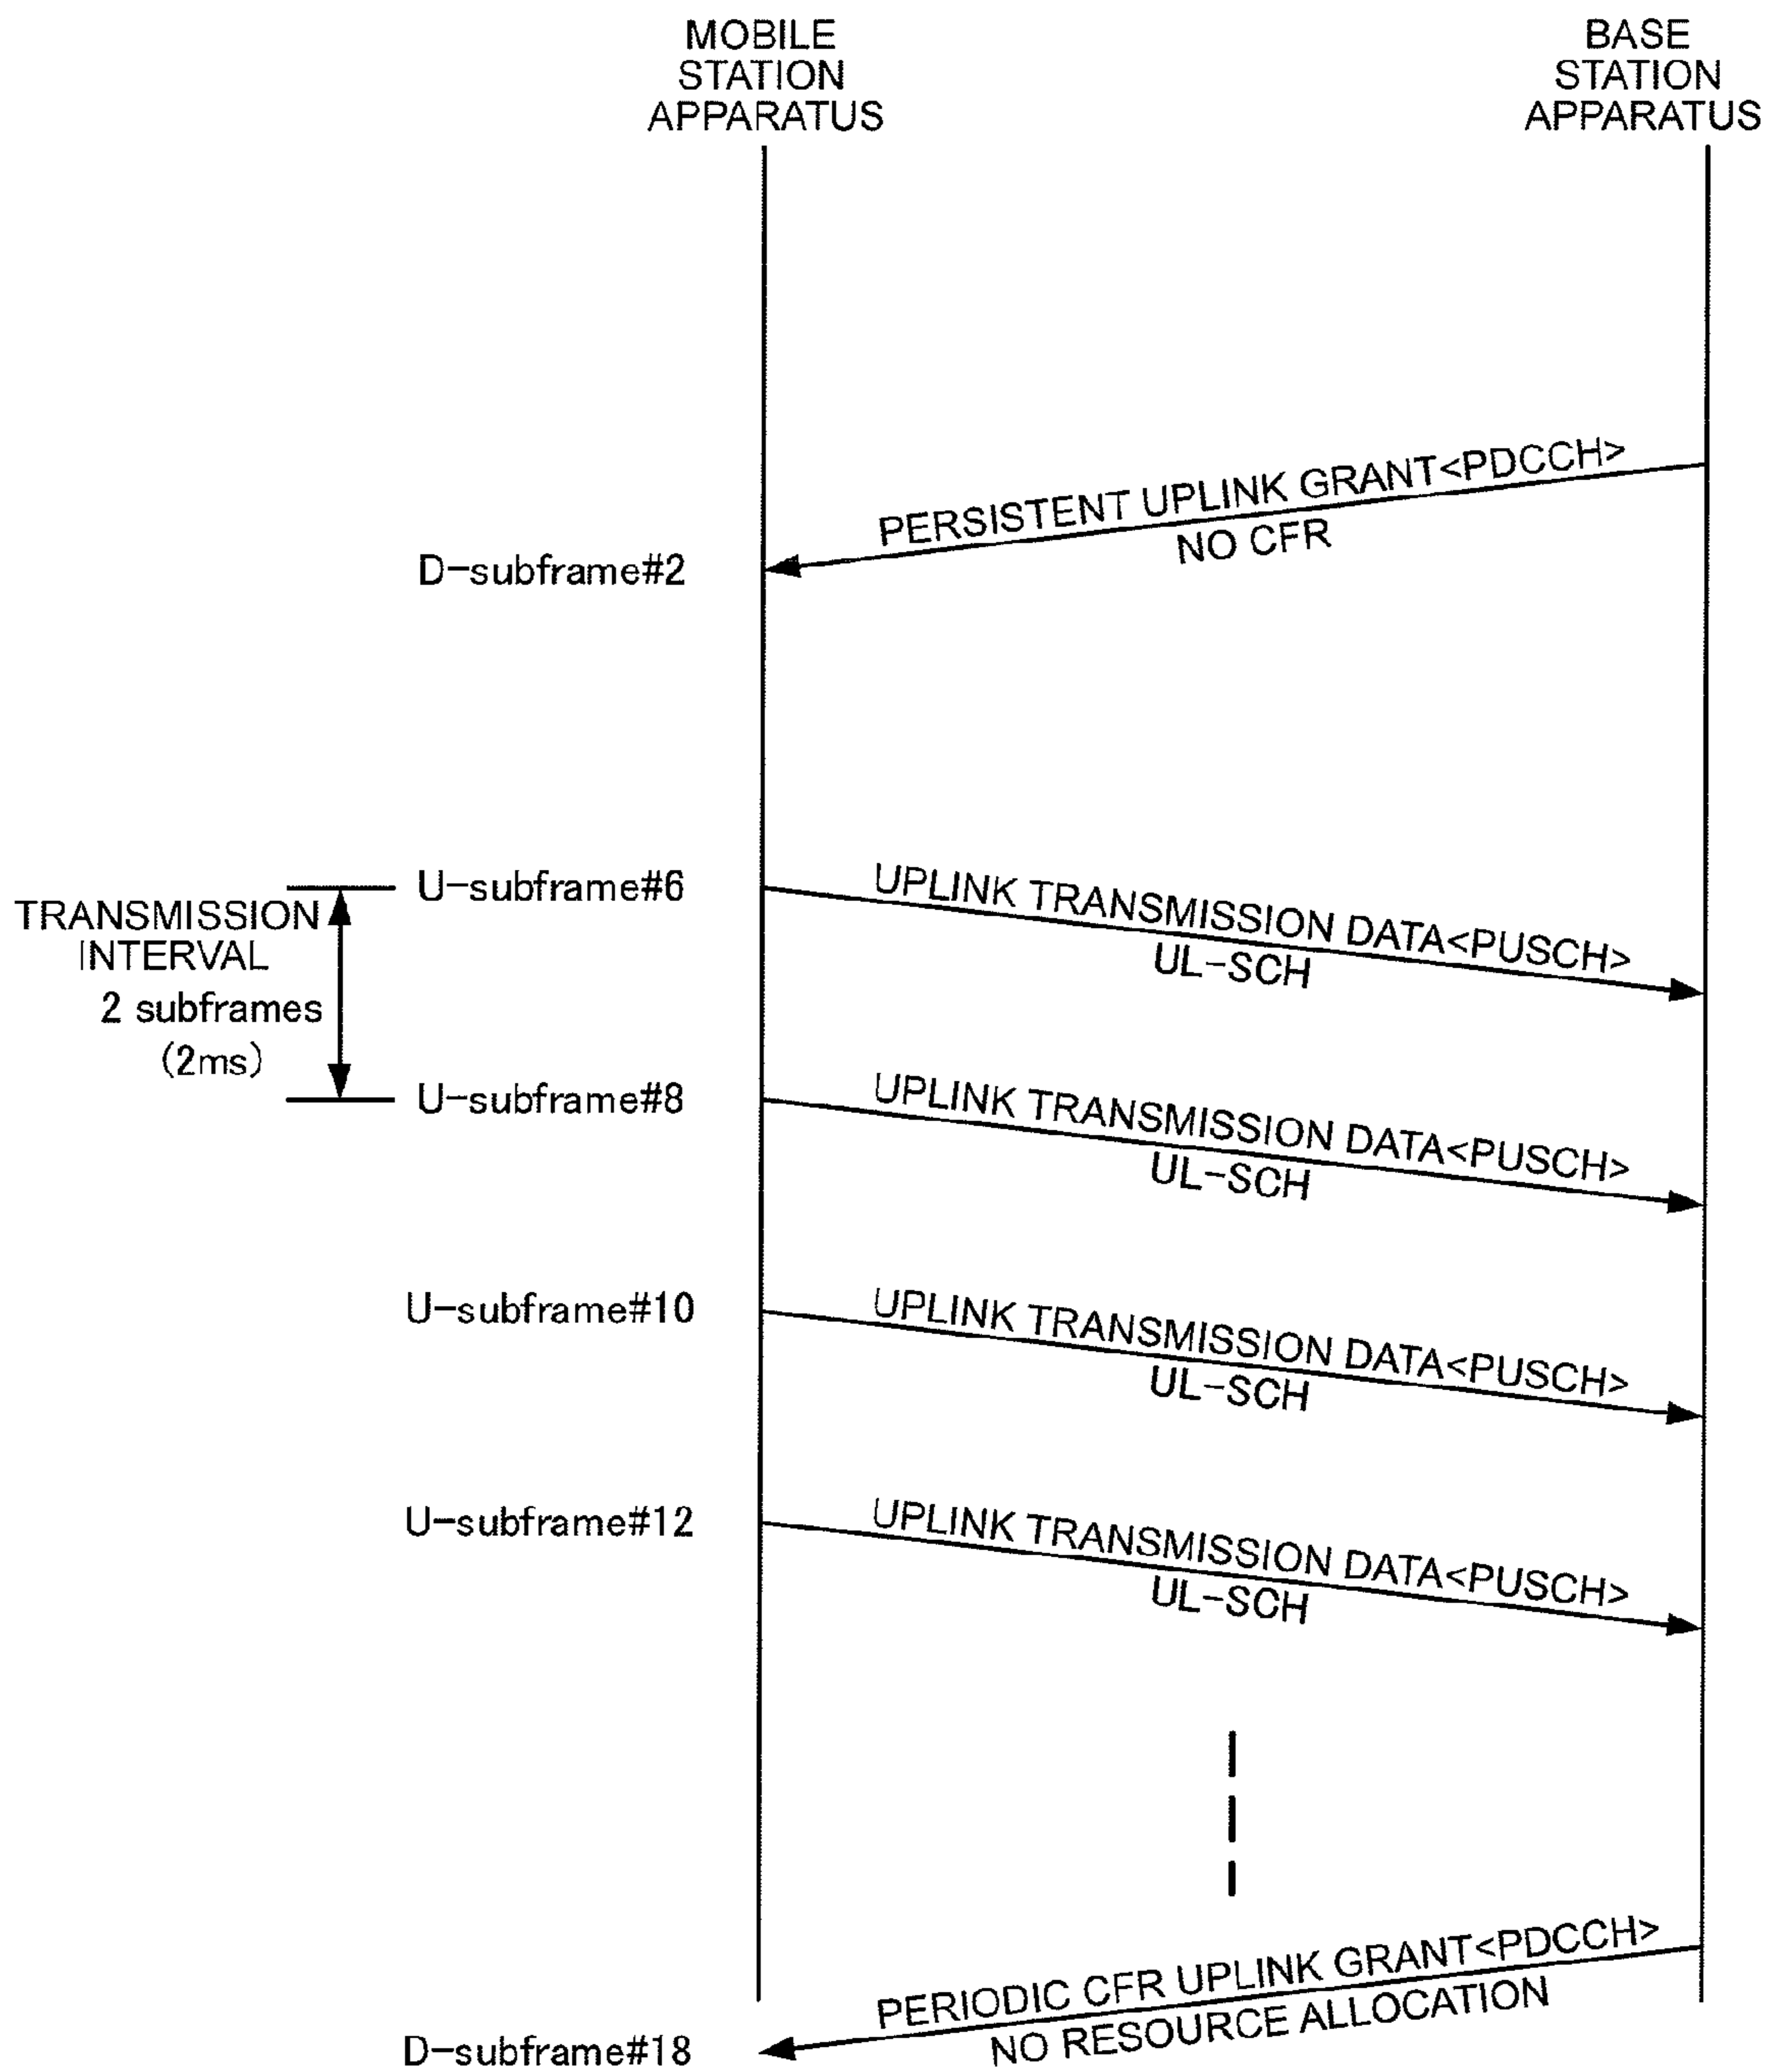 MOBILE
STATION
APPARATUS
BASE
STATION
APPARATUS
PERSISTENT UPLINK GRANT<PDCCH>
NO CFR
D-subframe#2
U-subframe#6
UPLINK TRANSMISSION DATA<PUSCH>
UL-SCH
TRANSMISSION
INTERVAL
2 subframes
(2ms)
U-subframe#8
UPLINK TRANSMISSION DATA<PUSCH>
UL-SCH
U-subframe#10
UPLINK TRANSMISSION DATA<PUSCH>
UL-SCH
U-subframe#12
UPLINK TRANSMISSION DATA<PUSCH>
UL-SCH
PERIODIC CFR UPLINK GRANT<PDCCH>
NO RESOURCE ALLOCATION
D-subframe#18